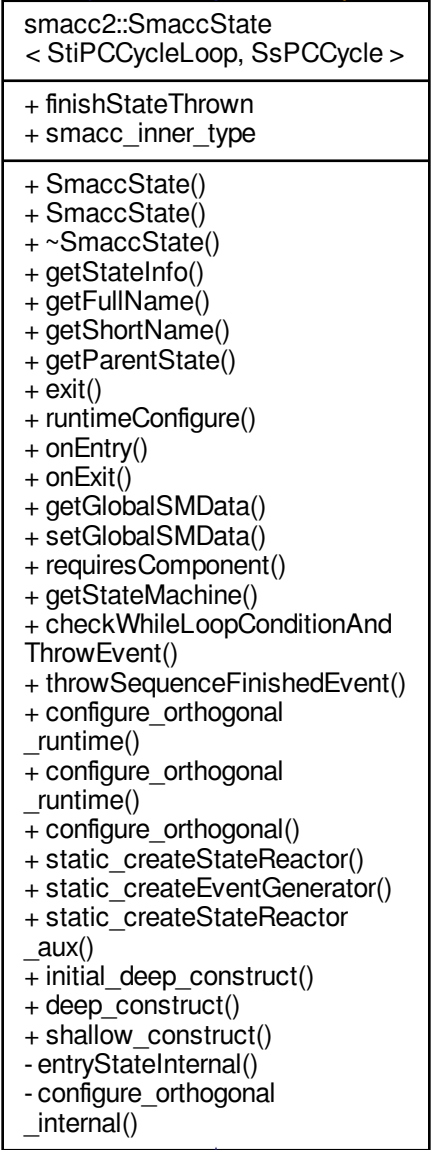 smacc2::SmaccState
< StiPCCycleLoop, SsPCCycle >
+ finishStateThrown
+ smacc_inner_type
+ SmaccState()
+ SmaccState()
+ ~SmaccState()
+ getStateInfo()
+ getFullName()
+ getShortName()
+ getParentState()
+ exit()
+ runtimeConfigure()
+ onEntry()
+ onExit()
+ getGlobalSMData()
+ setGlobalSMData()
+ requiresComponent()
+ getStateMachine()
+ checkWhileLoopConditionAnd
ThrowEvent()
+ throwSequenceFinishedEvent()
+ configure_orthogonal
_runtime()
+ configure_orthogonal
_runtime()
+ configure_orthogonal()
+ static_createStateReactor()
+ static_createEventGenerator()
+ static_createStateReactor
_aux()
+ initial_deep_construct()
+ deep_construct()
+ shallow_construct()
- entryStateInternal()
- configure_orthogonal
_internal()